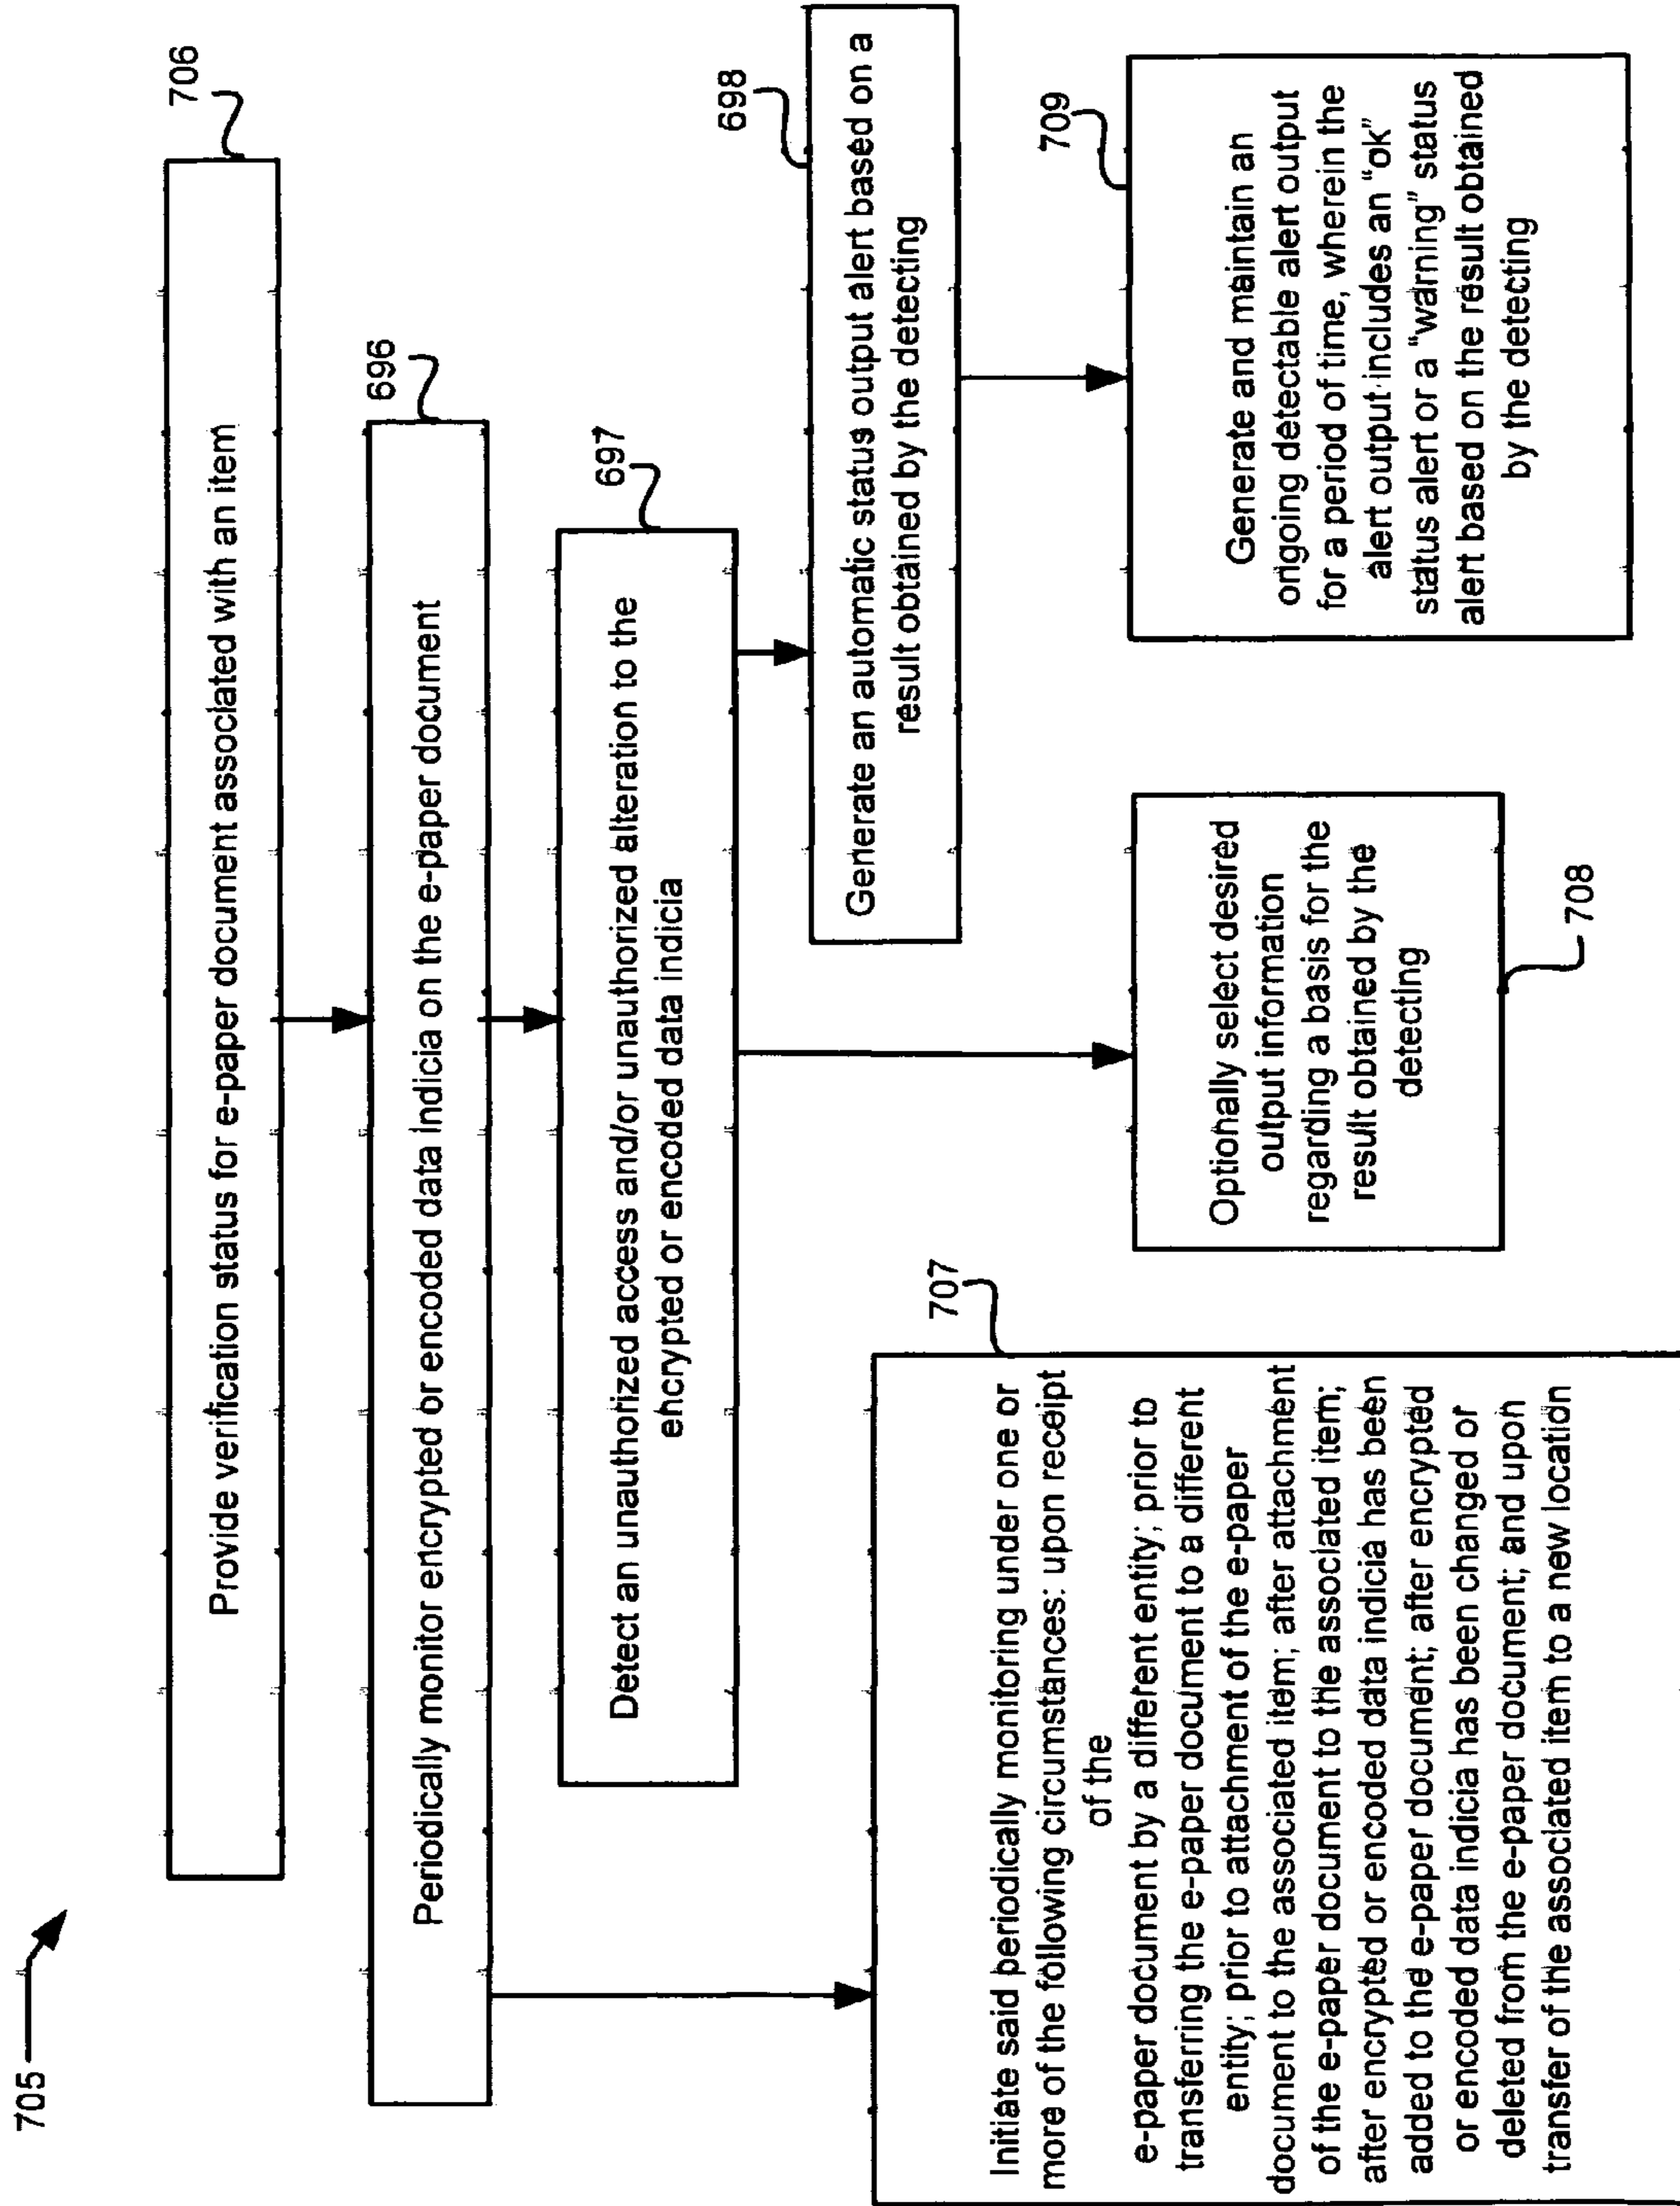 705
706
Provide verification status for e-paper document associated with an item
696
Periodically monitor encrypted or encoded data indicia on the e-paper document
697
Detect an unauthorized access and/or unauthorized alteration to the
encrypted or encoded data indicia
698
Generate an automatic status output alert based on a
result obtained by the detecting
707
Initiate said periodically monitoring under one or
more of the following circumstances: upon receipt
of the
e-paper document by a different entity; prior to
transferring the e-paper document to a different
entity; prior to attachment of the e-paper
document to the associated item; after attachment
of the e-paper document to the associated item;
after encrypted or encoded data indicia has been
added to the e-paper document; after encrypted
or encoded data indicia has been changed or
deleted from the e-paper document; and upon
transfer of the associated item to a new location
Optionally select desired
output information
regarding a basis for the
result obtained by the
detecting
708
709
Generate and maintain an
ongoing detectable alert output
for a period of time, wherein the
alert output includes an "ok"
status alert or a "warning" status
alert based on the result obtained
by the detecting